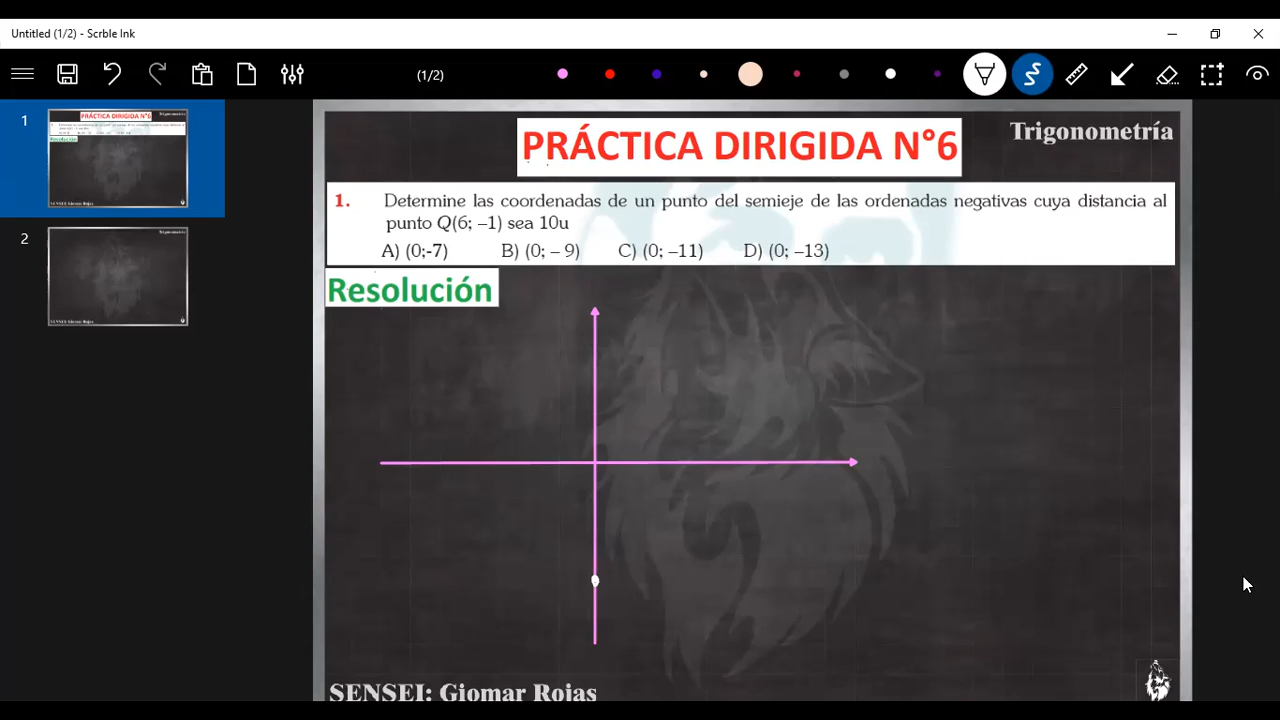 Untitled (1/2) - Scrble Ink
(1/2)
1
PRÁCTICA DIRIGIDA N°6
Trigonometría
1. Determine las coordenadas de un punto del semieje de las ordenadas negativas cuya distancia al
punto Q(6; –1) sea 10u
A) (0;-7) B) (0; – 9) C) (0; –11) D) (0; –13)
Resolución
2
SENSEI: Giomar Rojas